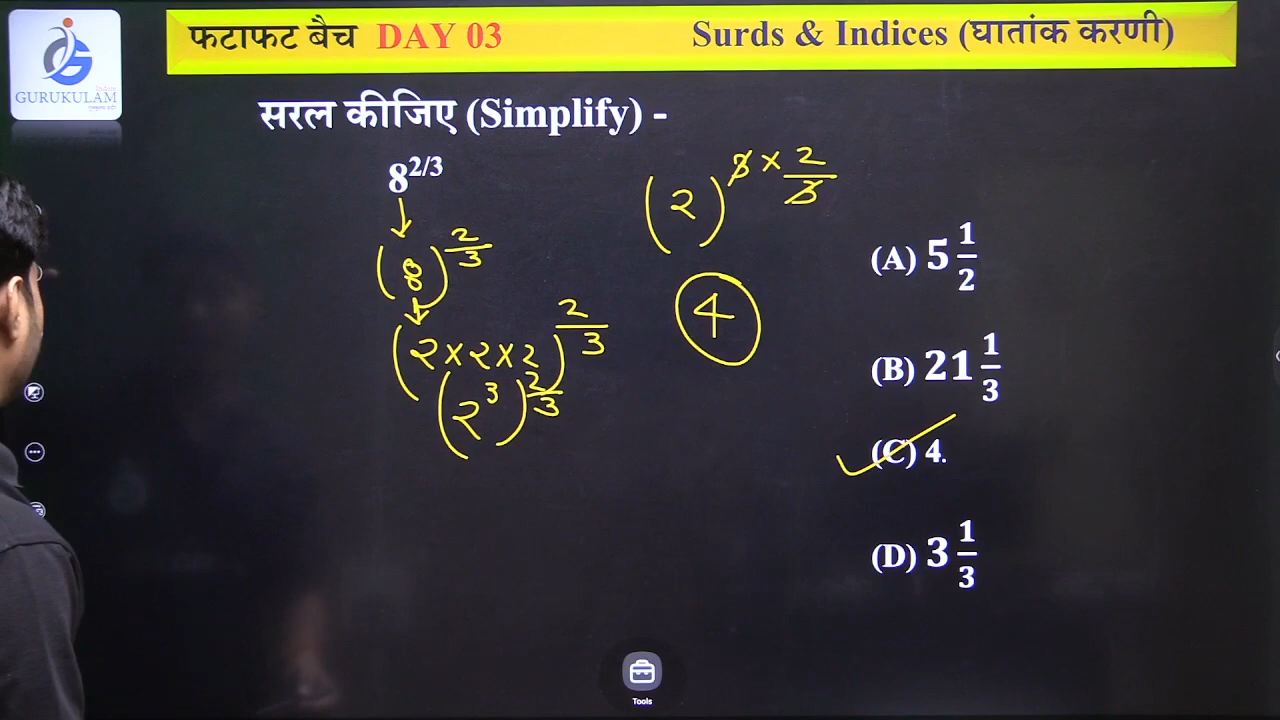 फटाफट बैच DAY 03
Surds & Indices (घातांक करणी)
Indore
GURUKULAM
सरल कीजिए (Simplify) -
8^{2/3}
(8)^{2/3}
(2×2×2)^{2/3}
(2^3)^{2/3}
(2)^{3×2/3}
4
(A) 5 1/2
(B) 21 1/3
(C) 4.
(D) 3 1/3
Tools